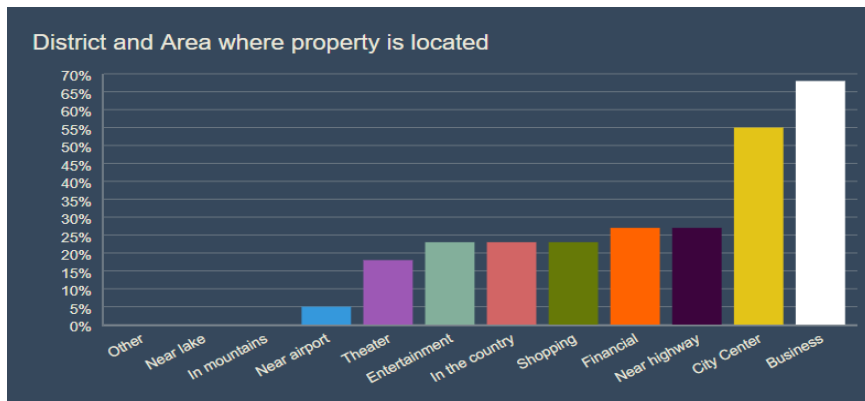 District and Area where property is located
70%
65%
60%
55%
50%
45%
40%
35%
30%
25%
20%
15%
10%
5%
0%
Other
Near lake
In mountains
Near airport
Theater
Entertainment
In the country
Shopping
Financial
Near highway
City Center
Business